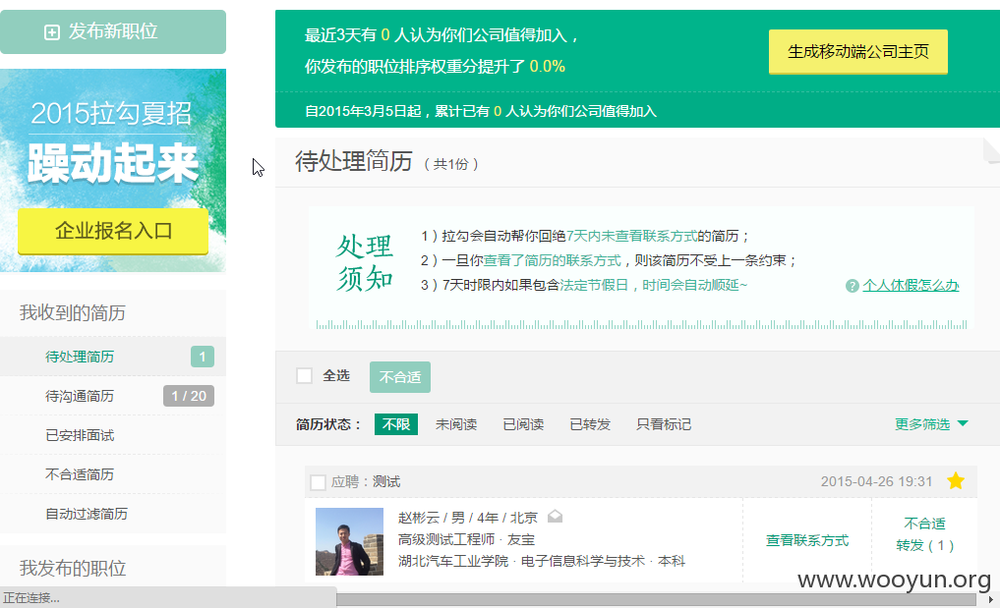 发布新职位
2015拉勾夏招
躁动起来
企业报名入口
我收到的简历
待处理简历 1
待沟通简历 1 / 20
已安排面试
不合适简历
自动过滤简历
我发布的职位
正在连接...
最近3天有 0 人认为你们公司值得加入，
你发布的职位排序权重分提升了 0.0%
生成移动端公司主页
自2015年3月5日起，累计已有 0 人认为你们公司值得加入
待处理简历 （共1份）
处理
须知
1）拉勾会自动帮你回绝7天内未查看联系方式的简历；
2）一旦你查看了简历的联系方式，则该简历不受上一条约束；
3）7天时限内如果包含法定节假日，时间会自动顺延~
? 个人休假怎么办
全选 不合适
简历状态： 不限 未阅读 已阅读 已转发 只看标记 更多筛选
应聘：测试 2015-04-26 19:31
赵彬云 / 男 / 4年 / 北京
高级测试工程师 · 友宝
湖北汽车工业学院 · 电子信息科学与技术 · 本科
查看联系方式
不合适
转发（1）
www.wooyun.org